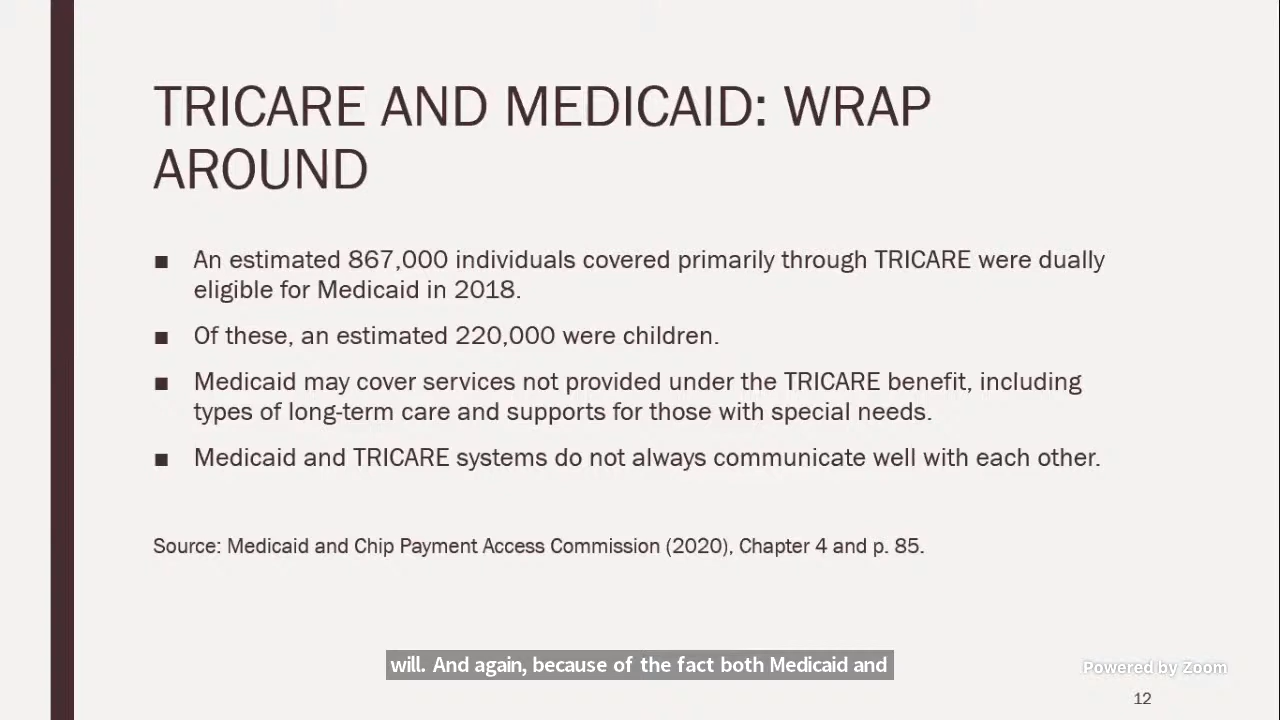 TRICARE AND MEDICAID: WRAP
AROUND
■ An estimated 867,000 individuals covered primarily through TRICARE were dually
eligible for Medicaid in 2018.
■ Of these, an estimated 220,000 were children.
■ Medicaid may cover services not provided under the TRICARE benefit, including
types of long-term care and supports for those with special needs.
■ Medicaid and TRICARE systems do not always communicate well with each other.
Source: Medicaid and Chip Payment Access Commission (2020), Chapter 4 and p. 85.
will. And again, because of the fact both Medicaid and
Powered by Zoom
12